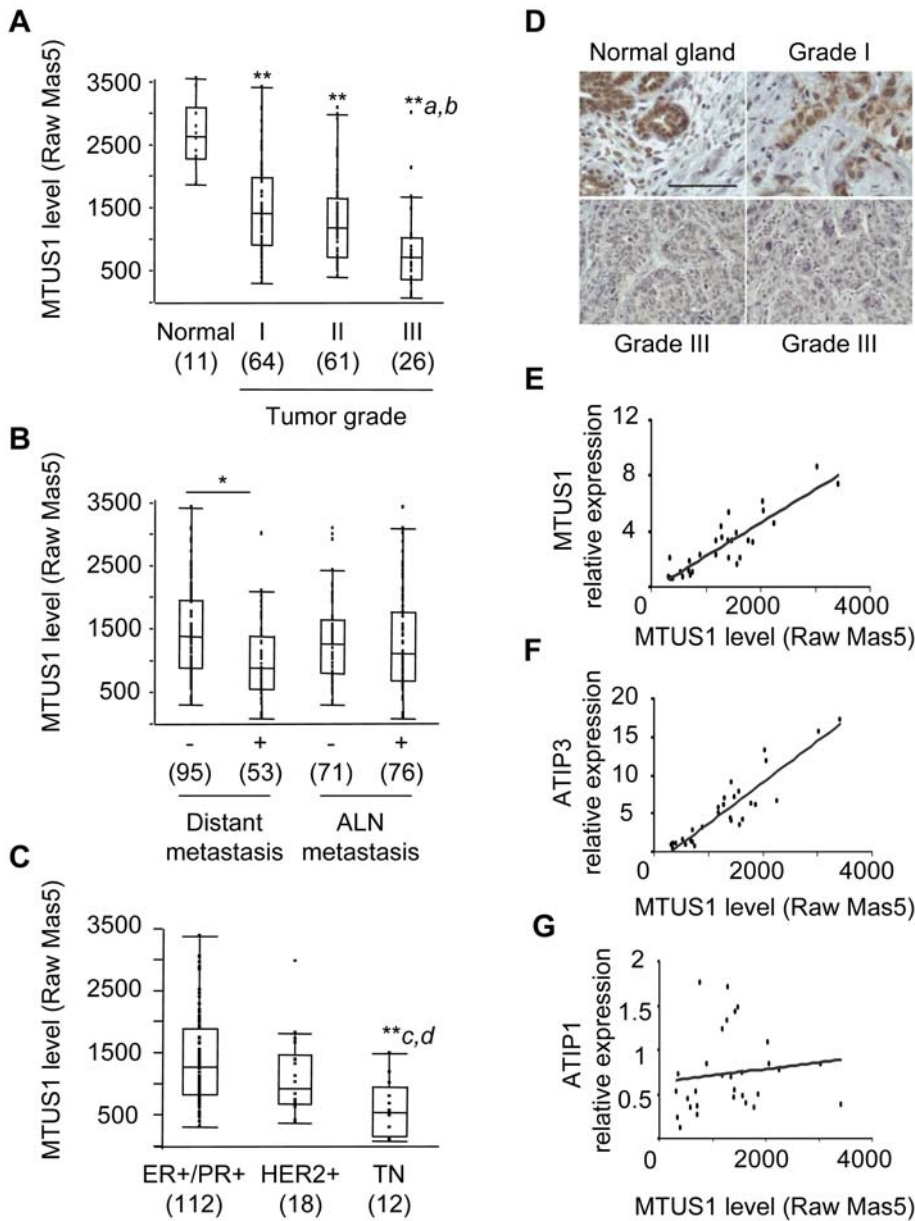 A
MTUS1 level (Raw Mas5)
3500
2500
1500
500
**
**
**a,b
Normal I II III
(11) (64) (61) (26)
Tumor grade
B
MTUS1 level (Raw Mas5)
3500
2500
1500
500
*
- + - +
(95) (53) (71) (76)
Distant metastasis
ALN metastasis
C
MTUS1 level (Raw Mas5)
3500
2500
1500
500
**c,d
ER+/PR+ HER2+ TN
(112) (18) (12)
D
Normal gland Grade I
Grade III Grade III
E
MTUS1
relative expression
12
8
4
0 2000 4000
MTUS1 level (Raw Mas5)
F
ATIP3
relative expression
20
15
10
5
0 2000 4000
MTUS1 level (Raw Mas5)
G
ATIP1
relative expression
2
1.5
1
0.5
0 2000 4000
MTUS1 level (Raw Mas5)